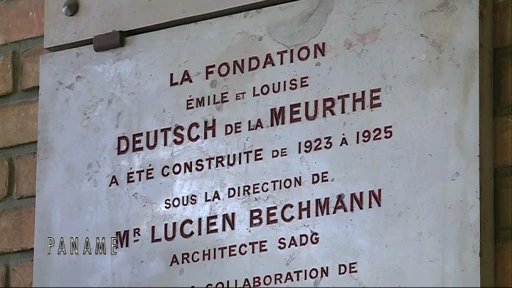 LA FONDATION
ÉMILE ET LOUISE
DEUTSCH DE LA MEURTHE
A ÉTÉ CONSTRUITE DE 1923 À 1925
SOUS LA DIRECTION DE
MR LUCIEN BECHMANN
ARCHITECTE SADG
COLLABORATION DE
PANAME